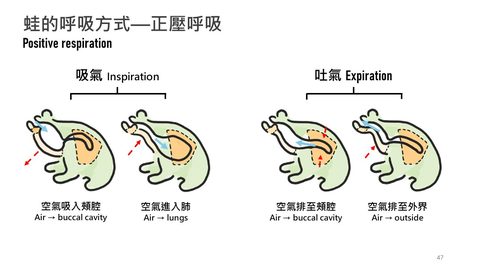 蛙的呼吸方式—正壓呼吸
Positive respiration
吸氣 Inspiration
吐氣 Expiration
空氣吸入頰腔
Air → buccal cavity
空氣進入肺
Air → lungs
空氣排至頰腔
Air → buccal cavity
空氣排至外界
Air → outside
47